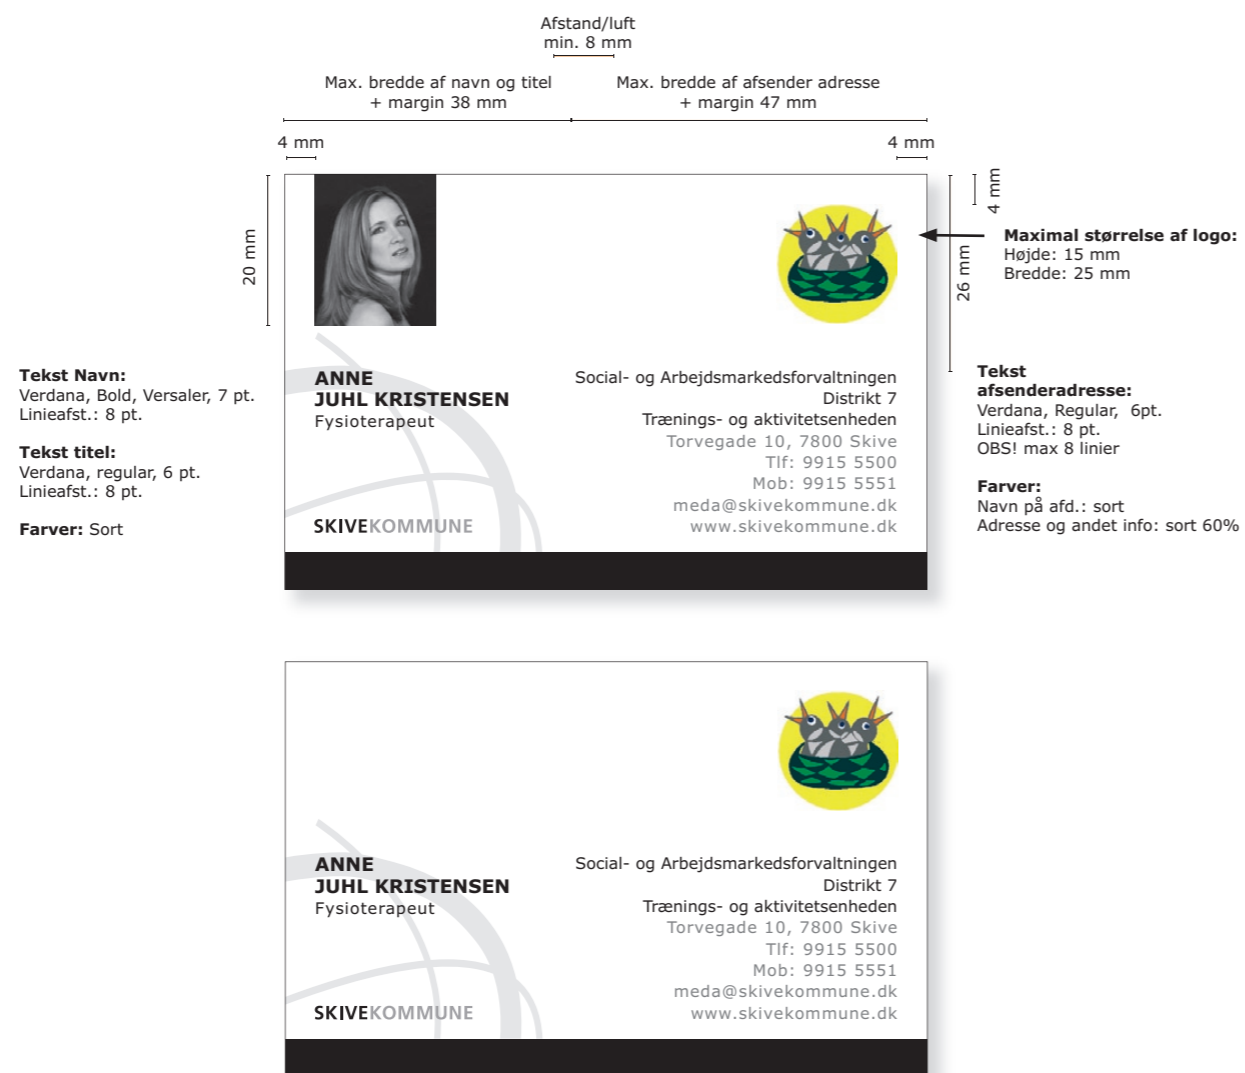 Afstand/luft
min. 8 mm
Max. bredde af navn og titel
+ margin 38 mm
Max. bredde af afsender adresse
+ margin 47 mm
4 mm
4 mm
20 mm
4 mm
26 mm
Maximal størrelse af logo:
Højde: 15 mm
Bredde: 25 mm
Tekst Navn:
Verdana, Bold, Versaler, 7 pt.
Linieafst.: 8 pt.
Tekst titel:
Verdana, regular, 6 pt.
Linieafst.: 8 pt.
Farver: Sort
ANNE
JUHL KRISTENSEN
Fysioterapeut
SKIVEKOMMUNE
Social- og Arbejdsmarkedsforvaltningen
Distrikt 7
Trænings- og aktivitetsenheden
Torvegade 10, 7800 Skive
Tlf: 9915 5500
Mob: 9915 5551
meda@skivekommune.dk
www.skivekommune.dk
Tekst
afsenderadresse:
Verdana, Regular, 6pt.
Linieafst.: 8 pt.
OBS! max 8 linier
Farver:
Navn på afd.: sort
Adresse og andet info: sort 60%
ANNE
JUHL KRISTENSEN
Fysioterapeut
SKIVEKOMMUNE
Social- og Arbejdsmarkedsforvaltningen
Distrikt 7
Trænings- og aktivitetsenheden
Torvegade 10, 7800 Skive
Tlf: 9915 5500
Mob: 9915 5551
meda@skivekommune.dk
www.skivekommune.dk